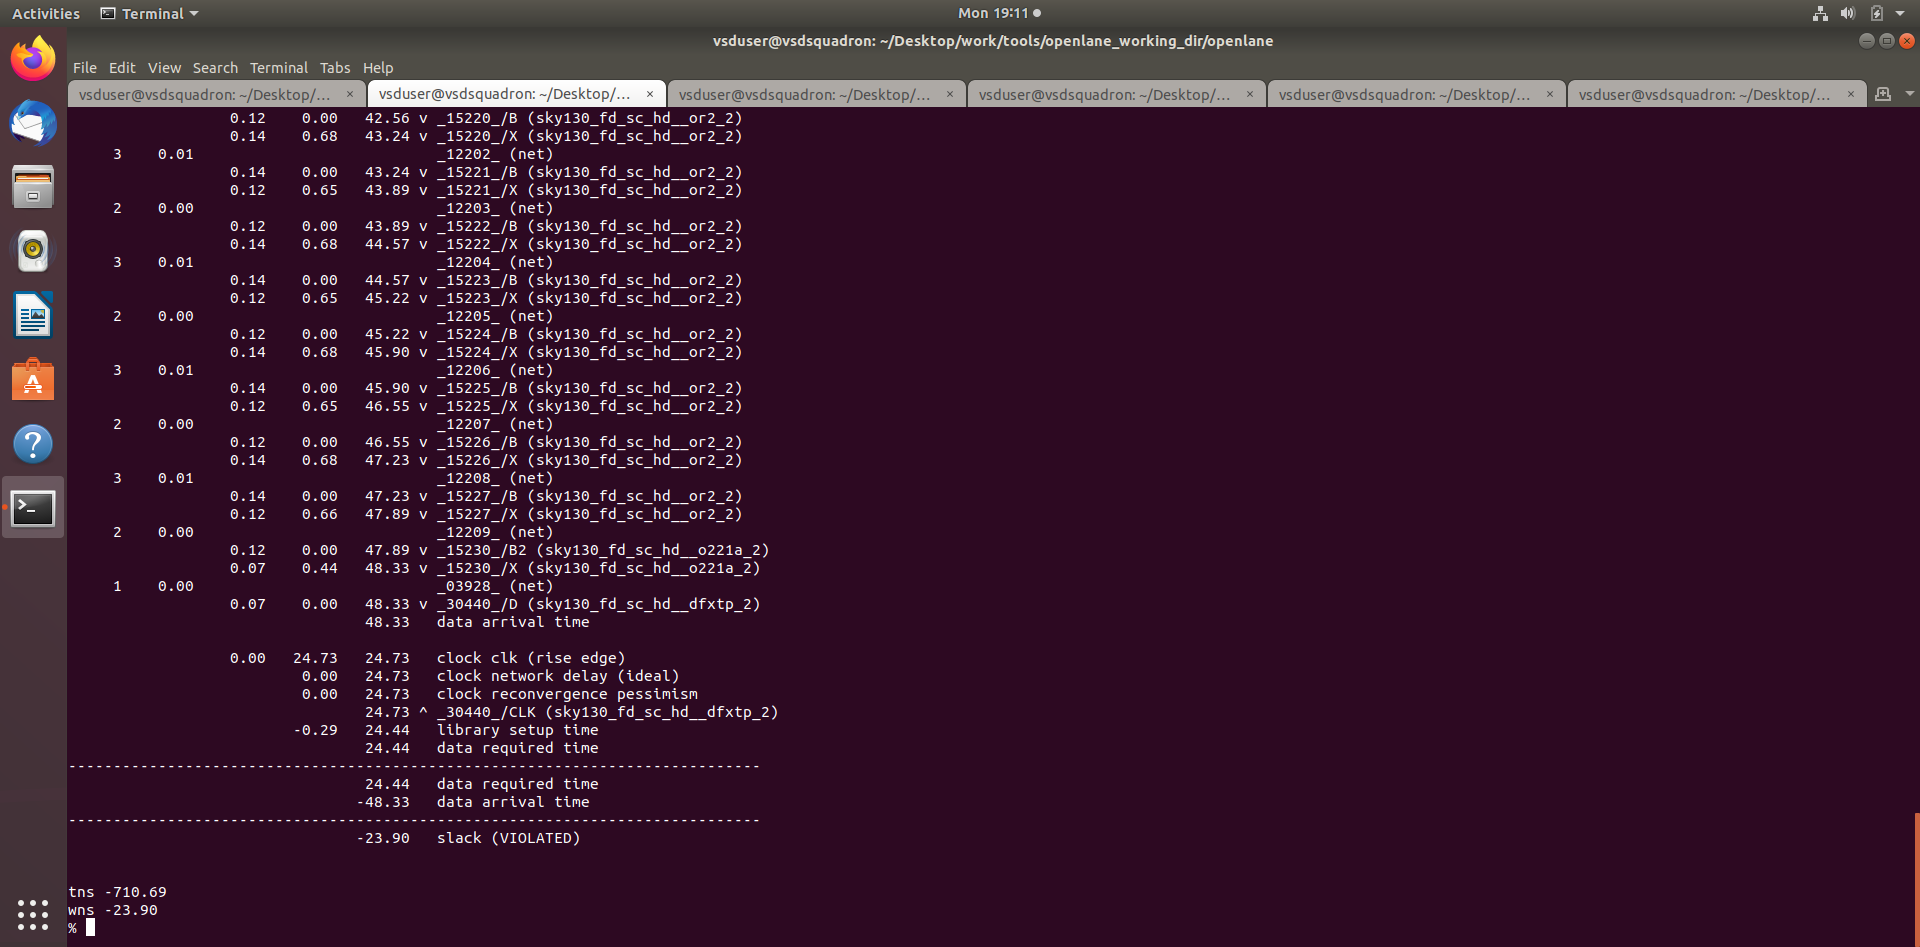 Activities Terminal Mon 19:11
vsduser@vsdsquadron: ~/Desktop/work/tools/openlane_working_dir/openlane
File Edit View Search Terminal Tabs Help
vsduser@vsdsquadron: ~/Desktop/... × vsduser@vsdsquadron: ~/Desktop/... × vsduser@vsdsquadron: ~/Desktop/... × vsduser@vsdsquadron: ~/Desktop/... × vsduser@vsdsquadron: ~/Desktop/... × vsduser@vsdsquadron: ~/Desktop/... ×
0.12 0.00 42.56 v _15220_/B (sky130_fd_sc_hd__or2_2)
0.14 0.68 43.24 v _15220_/X (sky130_fd_sc_hd__or2_2)
3 0.01 _12202_ (net)
0.14 0.00 43.24 v _15221_/B (sky130_fd_sc_hd__or2_2)
0.12 0.65 43.89 v _15221_/X (sky130_fd_sc_hd__or2_2)
2 0.00 _12203_ (net)
0.12 0.00 43.89 v _15222_/B (sky130_fd_sc_hd__or2_2)
0.14 0.68 44.57 v _15222_/X (sky130_fd_sc_hd__or2_2)
3 0.01 _12204_ (net)
0.14 0.00 44.57 v _15223_/B (sky130_fd_sc_hd__or2_2)
0.12 0.65 45.22 v _15223_/X (sky130_fd_sc_hd__or2_2)
2 0.00 _12205_ (net)
0.12 0.00 45.22 v _15224_/B (sky130_fd_sc_hd__or2_2)
0.14 0.68 45.90 v _15224_/X (sky130_fd_sc_hd__or2_2)
3 0.01 _12206_ (net)
0.14 0.00 45.90 v _15225_/B (sky130_fd_sc_hd__or2_2)
0.12 0.65 46.55 v _15225_/X (sky130_fd_sc_hd__or2_2)
2 0.00 _12207_ (net)
0.12 0.00 46.55 v _15226_/B (sky130_fd_sc_hd__or2_2)
0.14 0.68 47.23 v _15226_/X (sky130_fd_sc_hd__or2_2)
3 0.01 _12208_ (net)
0.14 0.00 47.23 v _15227_/B (sky130_fd_sc_hd__or2_2)
0.12 0.66 47.89 v _15227_/X (sky130_fd_sc_hd__or2_2)
2 0.00 _12209_ (net)
0.12 0.00 47.89 v _15230_/B2 (sky130_fd_sc_hd__o221a_2)
0.07 0.44 48.33 v _15230_/X (sky130_fd_sc_hd__o221a_2)
1 0.00 _03928_ (net)
0.07 0.00 48.33 v _30440_/D (sky130_fd_sc_hd__dfxtp_2)
48.33 data arrival time
0.00 24.73 24.73 clock clk (rise edge)
0.00 24.73 clock network delay (ideal)
0.00 24.73 clock reconvergence pessimism
24.73 ^ _30440_/CLK (sky130_fd_sc_hd__dfxtp_2)
-0.29 24.44 library setup time
24.44 data required time
-----------------------------------------------------------------------------
24.44 data required time
-48.33 data arrival time
-----------------------------------------------------------------------------
-23.90 slack (VIOLATED)
tns -710.69
wns -23.90
%